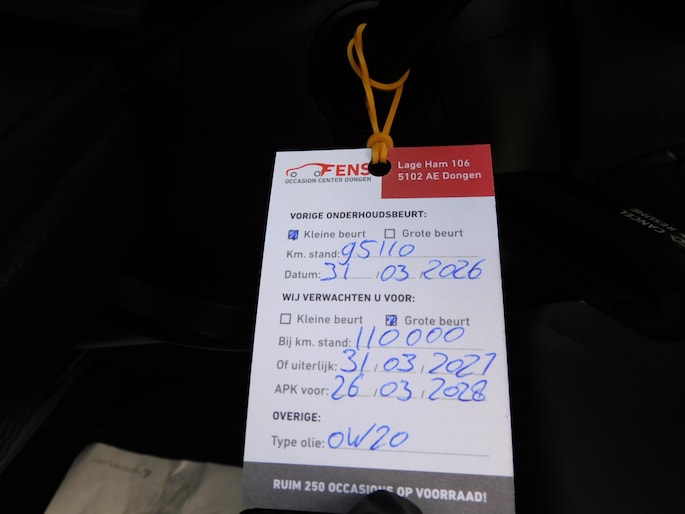 FENS
OCCASION CENTER DONGEN
Lage Ham 106
5102 AE Dongen
VORIGE ONDERHOUDSBEURT:
Kleine beurt Grote beurt
Km. stand: 95110
Datum: 31 / 03 / 2026
WIJ VERWACHTEN U VOOR:
Kleine beurt Grote beurt
Bij km. stand: 110000
Of uiterlijk: 31 / 03 / 2027
APK voor: 26 / 03 / 2028
OVERIGE:
Type olie: 0W20
RUIM 250 OCCASIONS OP VOORRAAD!
CANCEL
RESUME